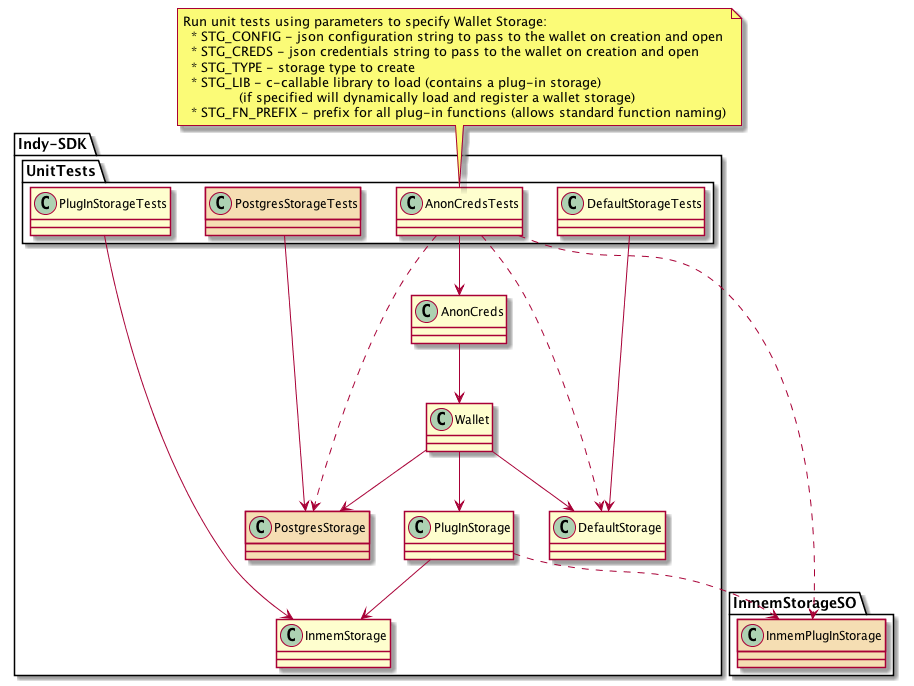 Run unit tests using parameters to specify Wallet Storage:
* STG_CONFIG - json configuration string to pass to the wallet on creation and open
* STG_CREDS - json credentials string to pass to the wallet on creation and open
* STG_TYPE - storage type to create
* STG_LIB - c-callable library to load (contains a plug-in storage)
(if specified will dynamically load and register a wallet storage)
* STG_FN_PREFIX - prefix for all plug-in functions (allows standard function naming)
Indy-SDK
UnitTests
C PlugInStorageTests
C PostgresStorageTests
C AnonCredsTests
C DefaultStorageTests
C AnonCreds
C Wallet
C PostgresStorage
C PlugInStorage
C DefaultStorage
InmemStorageSO
C InmemStorage
C InmemPlugInStorage